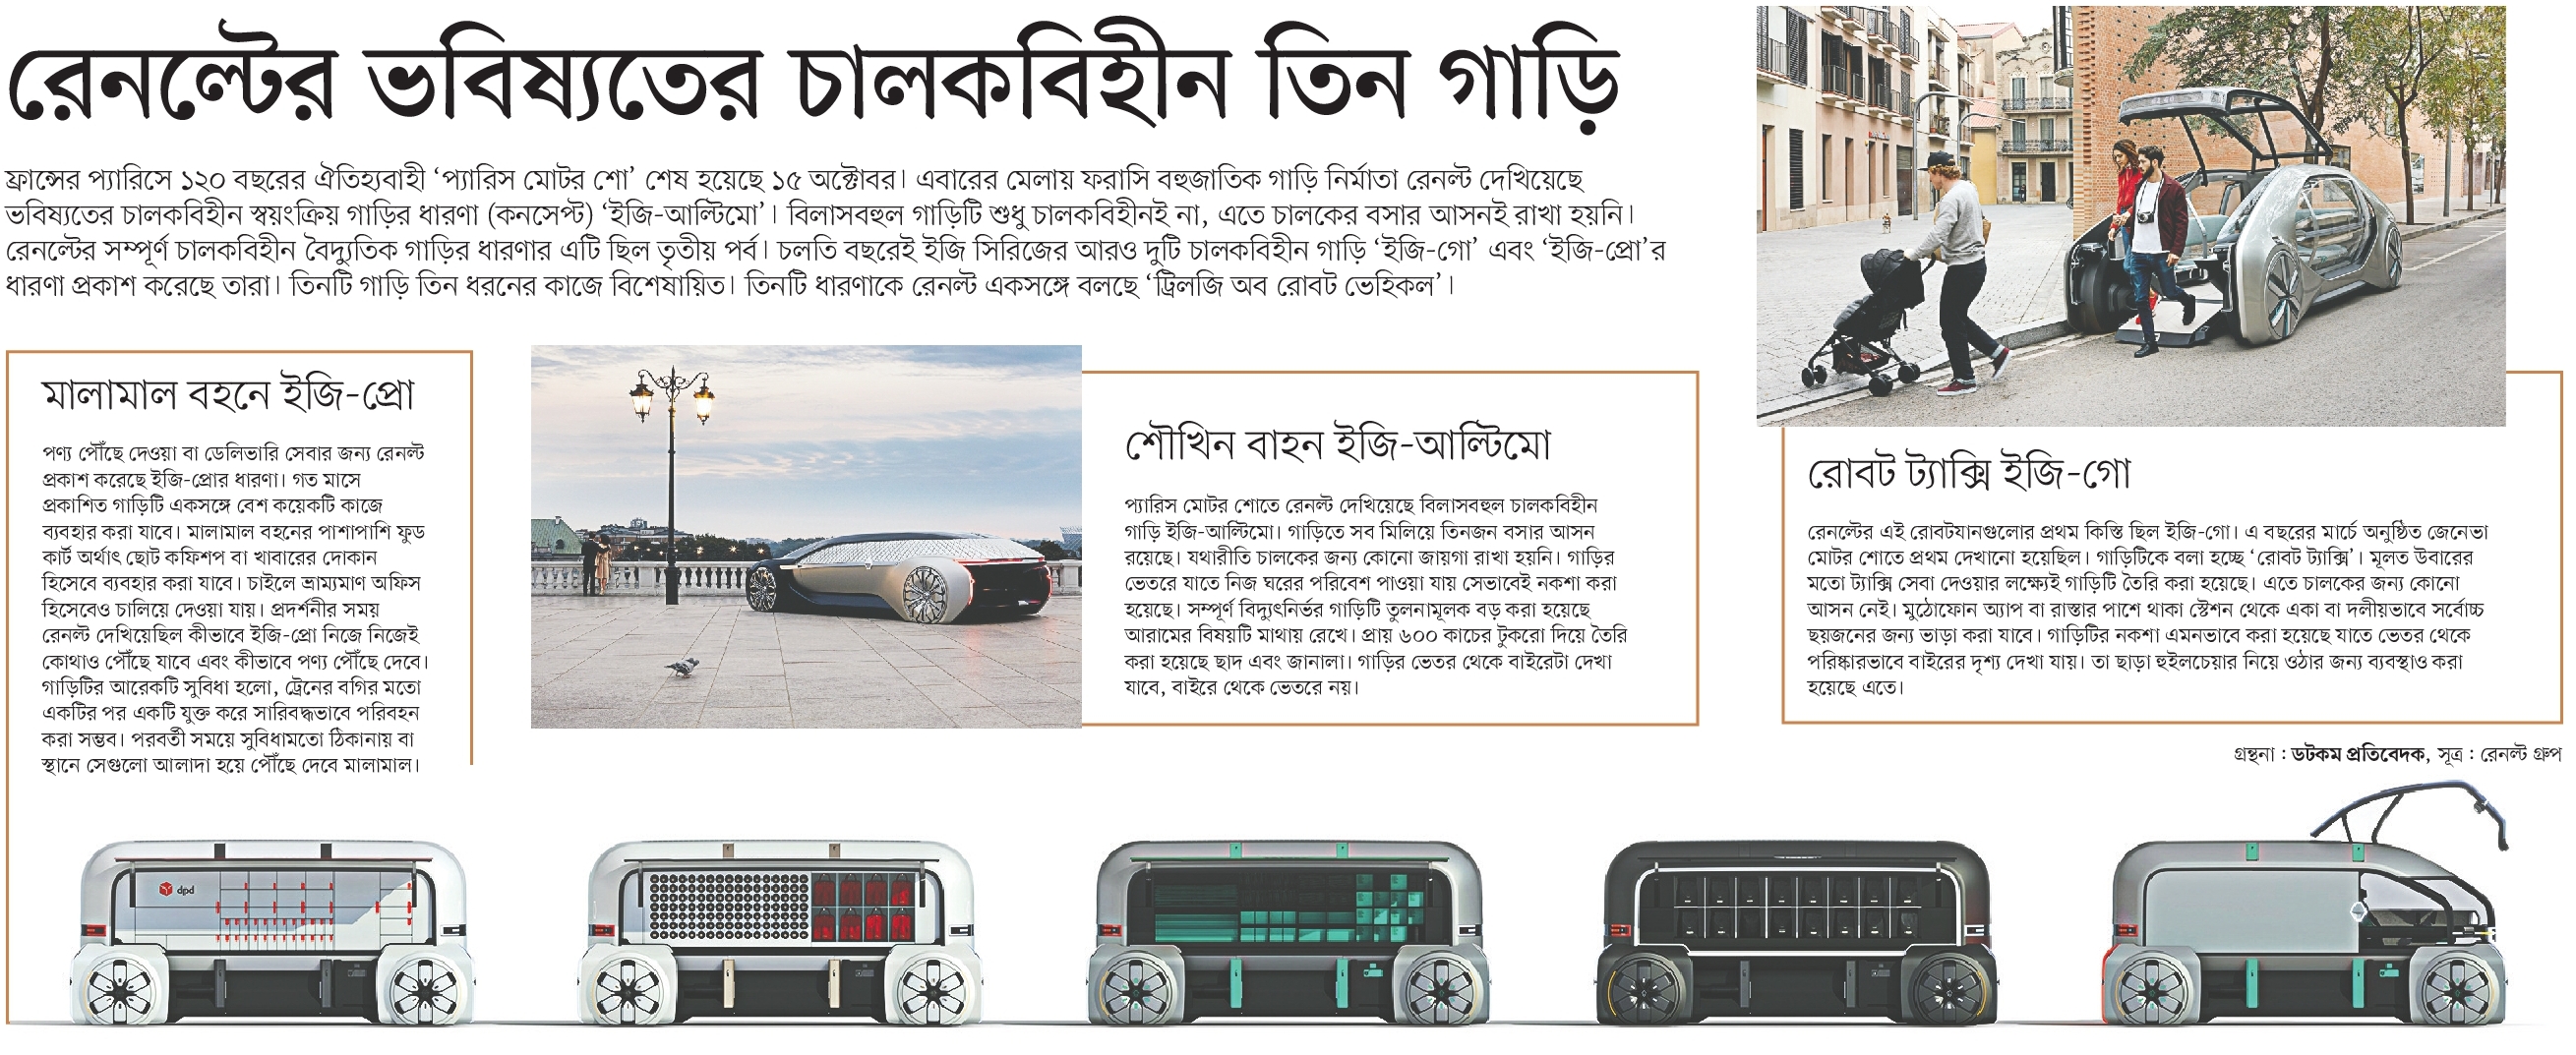 রেনল্টের ভবিষ্যতের চালকবিহীন তিন গাড়ি
ফ্রান্সের প্যারিসে ১২০ বছরের ঐতিহ্যবাহী ‘প্যারিস মোটর শো’ শেষ হয়েছে ১৫ অক্টোবর। এবারের মেলায় ফরাসি বহুজাতিক গাড়ি নির্মাতা রেনল্ট দেখিয়েছে
ভবিষ্যতের চালকবিহীন স্বয়ংক্রিয় গাড়ির ধারণা (কনসেপ্ট) ‘ইজি-আল্টিমো’। বিলাসবহুল গাড়িটি শুধু চালকবিহীনই না, এতে চালকের বসার আসনই রাখা হয়নি।
রেনল্টের সম্পূর্ণ চালকবিহীন বৈদ্যুতিক গাড়ির ধারণার এটি ছিল তৃতীয় পর্ব। চলতি বছরেই ইজি সিরিজের আরও দুটি চালকবিহীন গাড়ি ‘ইজি-গো’ এবং ‘ইজি-প্রো’র
ধারণা প্রকাশ করেছে তারা। তিনটি গাড়ি তিন ধরনের কাজে বিশেষায়িত। তিনটি ধারণাকে রেনল্ট একসঙ্গে বলছে ‘ট্রিলজি অব রোবট ভেহিকল’।
মালামাল বহনে ইজি-প্রো
পণ্য পৌঁছে দেওয়া বা ডেলিভারি সেবার জন্য রেনল্ট
প্রকাশ করেছে ইজি-প্রোর ধারণা। গত মাসে
প্রকাশিত গাড়িটি একসঙ্গে বেশ কয়েকটি কাজে
ব্যবহার করা যাবে। মালামাল বহনের পাশাপাশি ফুড
কার্ট অর্থাৎ ছোট কফিশপ বা খাবারের দোকান
হিসেবে ব্যবহার করা যাবে। চাইলে ভ্রাম্যমাণ অফিস
হিসেবেও চালিয়ে দেওয়া যায়। প্রদর্শনীর সময়
রেনল্ট দেখিয়েছিল কীভাবে ইজি-প্রো নিজে নিজেই
কোথাও পৌঁছে যাবে এবং কীভাবে পণ্য পৌঁছে দেবে।
গাড়িটির আরেকটি সুবিধা হলো, ট্রেনের বগির মতো
একটির পর একটি যুক্ত করে সারিবদ্ধভাবে পরিবহন
করা সম্ভব। পরবর্তী সময়ে সুবিধামতো ঠিকানায় বা
স্থানে সেগুলো আলাদা হয়ে পৌঁছে দেবে মালামাল।
শৌখিন বাহন ইজি-আল্টিমো
প্যারিস মোটর শোতে রেনল্ট দেখিয়েছে বিলাসবহুল চালকবিহীন
গাড়ি ইজি-আল্টিমো। গাড়িতে সব মিলিয়ে তিনজন বসার আসন
রয়েছে। যথারীতি চালকের জন্য কোনো জায়গা রাখা হয়নি। গাড়ির
ভেতরে যাতে নিজ ঘরের পরিবেশ পাওয়া যায় সেভাবেই নকশা করা
হয়েছে। সম্পূর্ণ বিদ্যুৎনির্ভর গাড়িটি তুলনামূলক বড় করা হয়েছে
আরামের বিষয়টি মাথায় রেখে। প্রায় ৬০০ কাচের টুকরো দিয়ে তৈরি
করা হয়েছে ছাদ এবং জানালা। গাড়ির ভেতর থেকে বাইরেটা দেখা
যাবে, বাইরে থেকে ভেতরে নয়।
রোবট ট্যাক্সি ইজি-গো
রেনল্টের এই রোবটযানগুলোর প্রথম কিস্তি ছিল ইজি-গো। এ বছরের মার্চে অনুষ্ঠিত জেনেভা
মোটর শোতে প্রথম দেখানো হয়েছিল। গাড়িটিকে বলা হচ্ছে ‘রোবট ট্যাক্সি’। মূলত উবারের
মতো ট্যাক্সি সেবা দেওয়ার লক্ষ্যেই গাড়িটি তৈরি করা হয়েছে। এতে চালকের জন্য কোনো
আসন নেই। মুঠোফোন অ্যাপ বা রাস্তার পাশে থাকা স্টেশন থেকে একা বা দলীয়ভাবে সর্বোচ্চ
ছয়জনের জন্য ভাড়া করা যাবে। গাড়িটির নকশা এমনভাবে করা হয়েছে যাতে ভেতর থেকে
পরিষ্কারভাবে বাইরের দৃশ্য দেখা যায়। তা ছাড়া হুইলচেয়ার নিয়ে ওঠার জন্য ব্যবস্থাও করা
হয়েছে এতে।
গ্রন্থনা : ডটকম প্রতিবেদক, সূত্র : রেনল্ট গ্রুপ
dpd